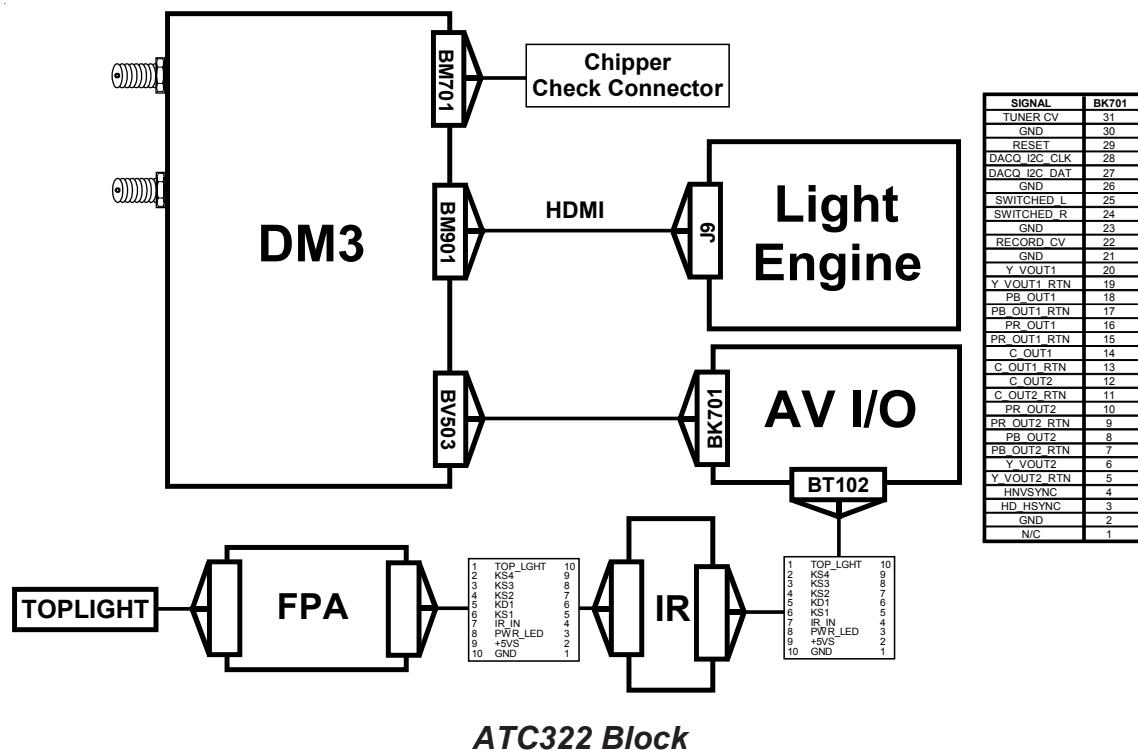 BM701
Chipper
Check Connector
DM3
BM901
HDMI
J9
Light
Engine
BV503
BK701
AV I/O
BT102
SIGNAL BK701
TUNER CV 31
GND 30
RESET 29
DACQ_I2C_CLK 28
DACQ_I2C_DAT 27
GND 26
SWITCHED_L 25
SWITCHED_R 24
GND 23
RECORD_CV 22
GND 21
Y_VOUT1 20
Y_VOUT1_RTN 19
PB_OUT1 18
PB_OUT1_RTN 17
PR_OUT1 16
PR_OUT1_RTN 15
C_OUT1 14
C_OUT1_RTN 13
C_OUT2 12
C_OUT2_RTN 11
PR_OUT2 10
PR_OUT2_RTN 9
PB_OUT2 8
PB_OUT2_RTN 7
Y_VOUT2 6
Y_VOUT2_RTN 5
HNVSYNC 4
HD_HSYNC 3
GND 2
N/C 1
TOPLIGHT
FPA
1 TOP_LGHT 10
2 KS4 9
3 KS3 8
4 KS2 7
5 KD1 6
6 KS1 5
7 IR_IN 4
8 PWR_LED 3
9 +5VS 2
10 GND 1
IR
1 TOP_LGHT 10
2 KS4 9
3 KS3 8
4 KS2 7
5 KD1 6
6 KS1 5
7 IR_IN 4
8 PWR_LED 3
9 +5VS 2
10 GND 1
ATC322 Block